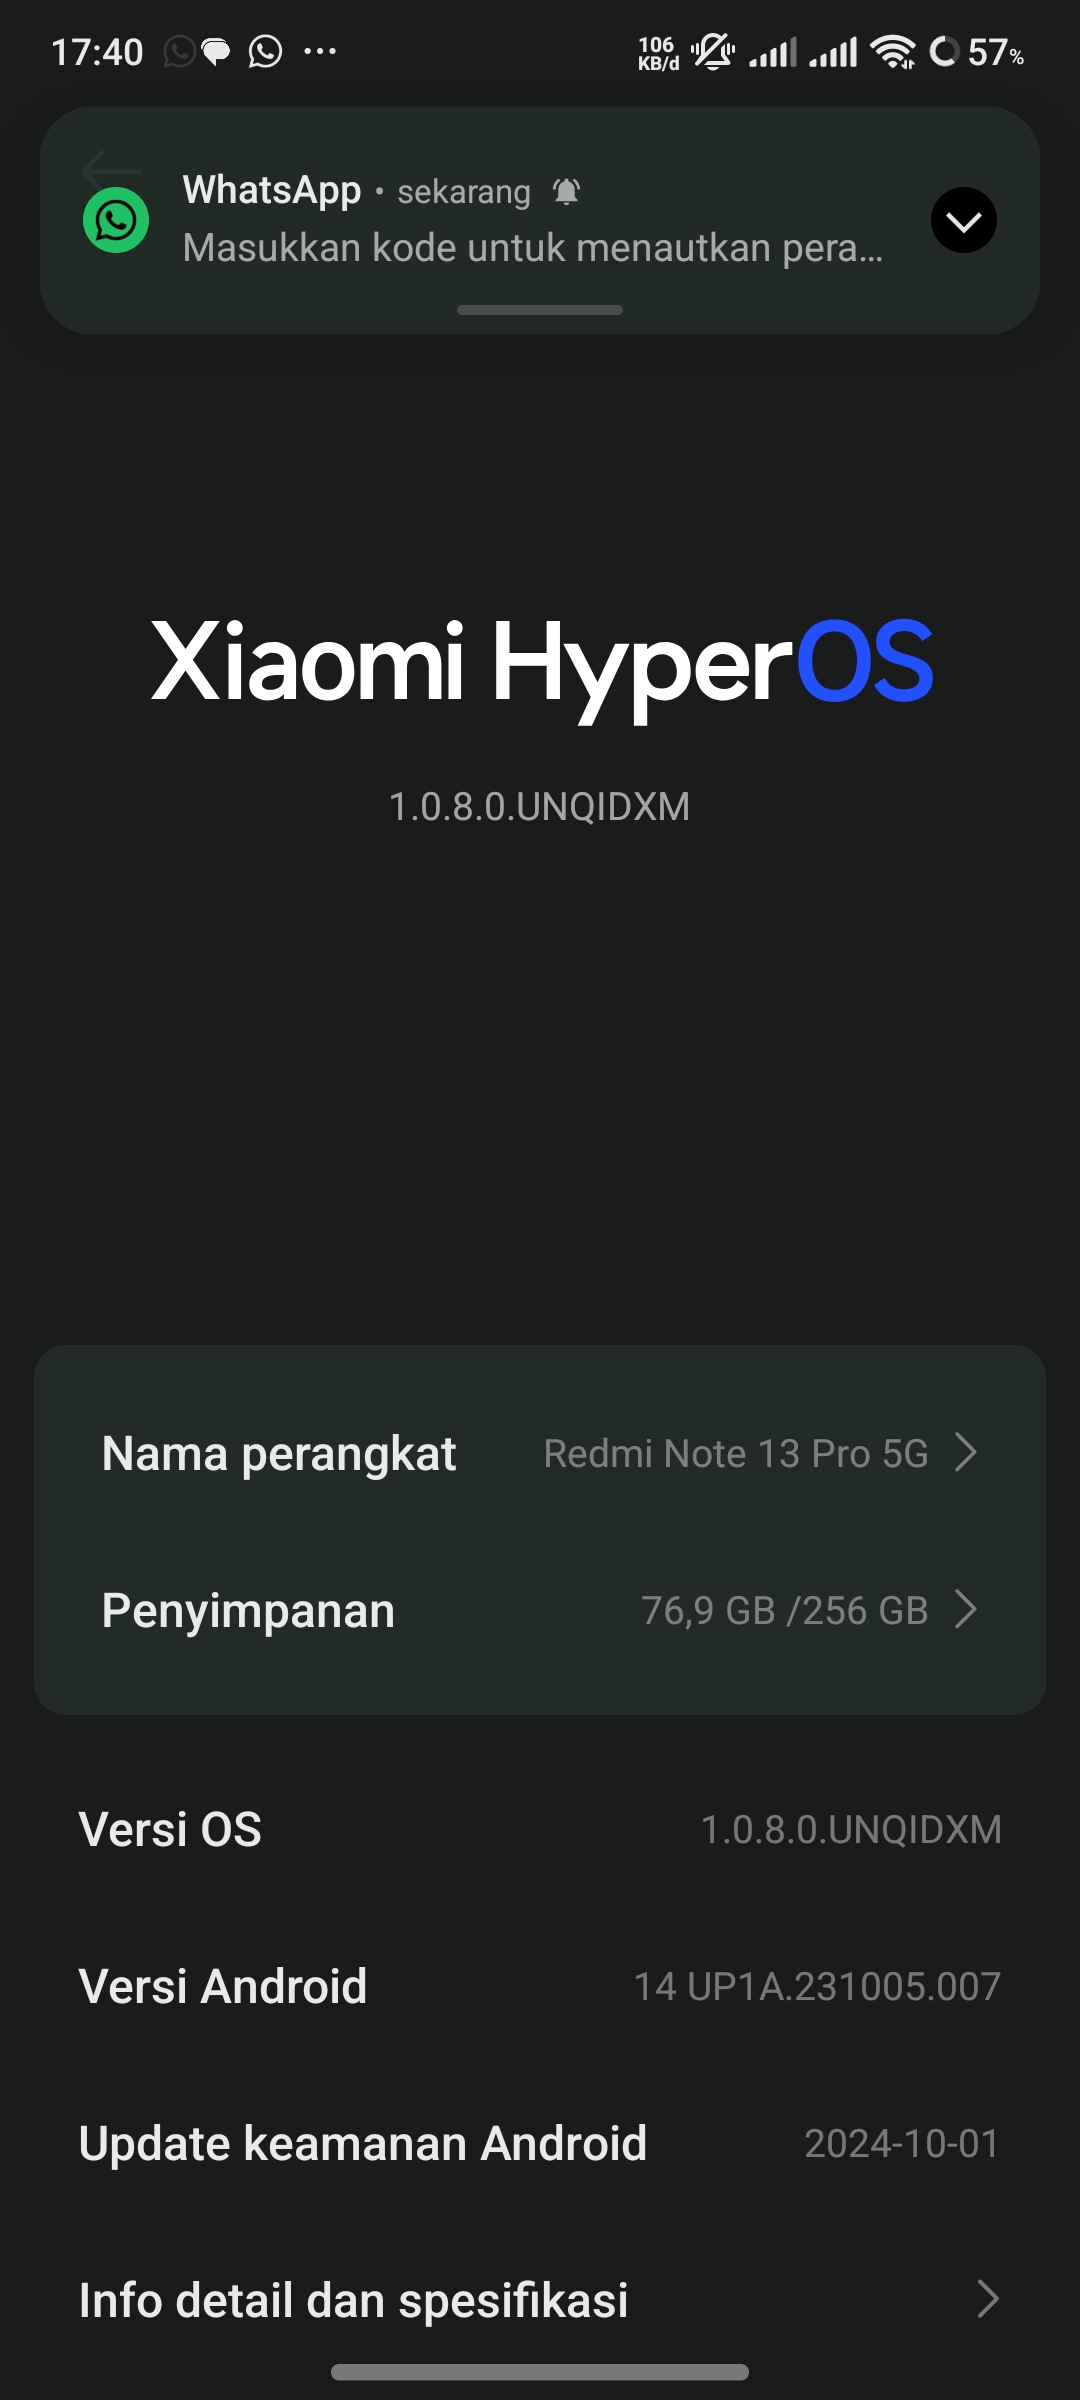 17:40 106 KB/d 57%
WhatsApp • sekarang
Masukkan kode untuk menautkan pera...
Xiaomi HyperOS
1.0.8.0.UNQIDXM
Nama perangkat Redmi Note 13 Pro 5G
Penyimpanan 76,9 GB /256 GB
Versi OS 1.0.8.0.UNQIDXM
Versi Android 14 UP1A.231005.007
Update keamanan Android 2024-10-01
Info detail dan spesifikasi